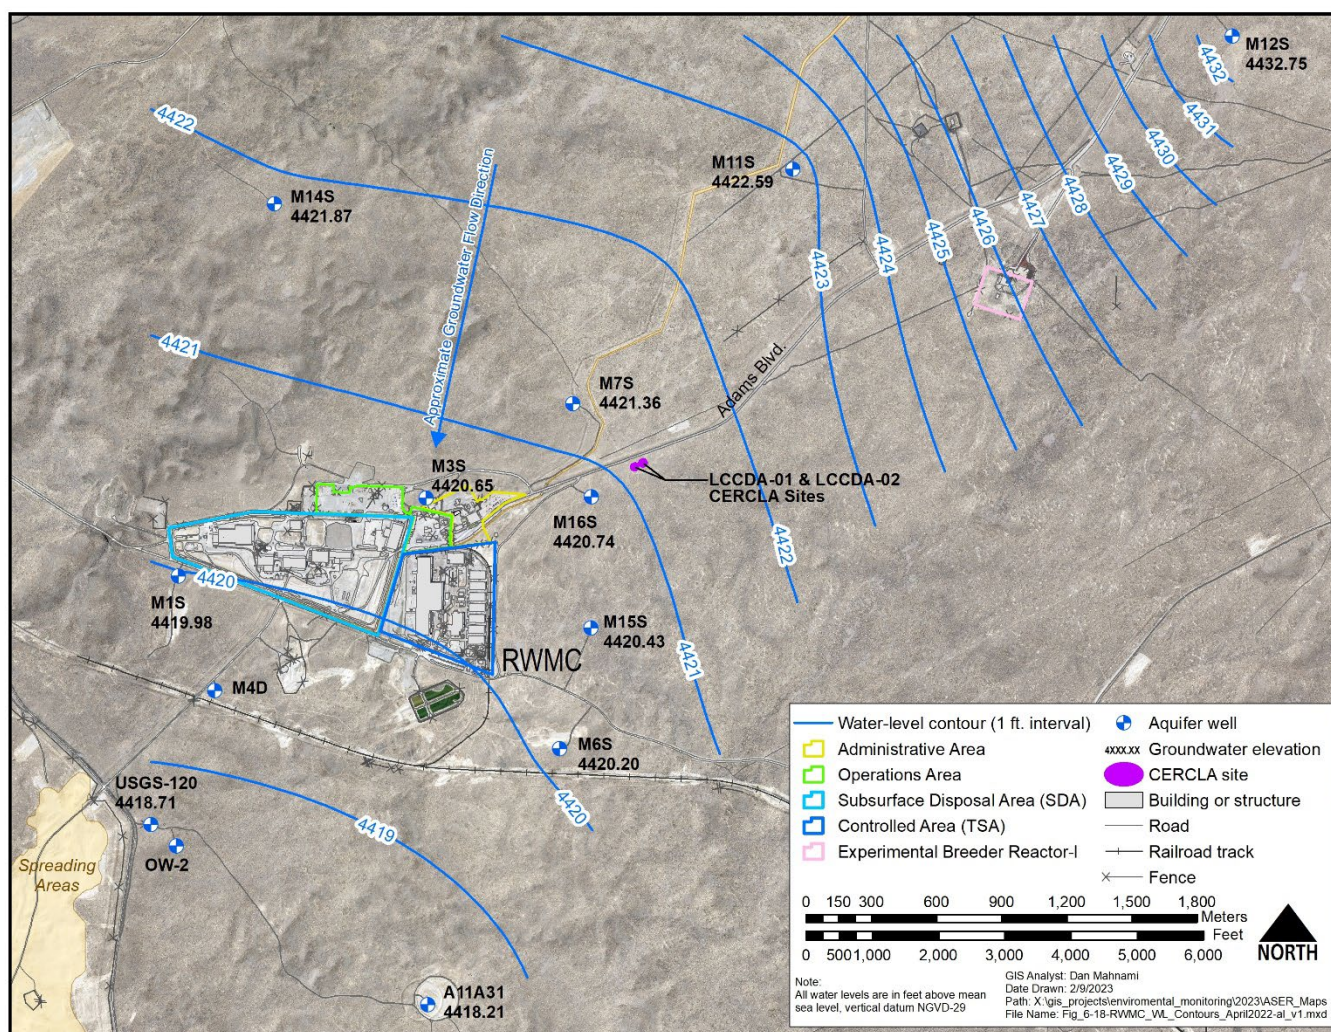 M12S
4432.75
4432
4431
4430
4429
4428
4427
4426
4425
4424
4423
4422
M11S
4422.59
4422
M14S
4421.87
Approximate Groundwater Flow Direction
4421
M7S
4421.36
Adams Blvd.
M3S
4420.65
LCCDA-01 & LCCDA-02
CERCLA Sites
M16S
4420.74
4420
M1S
4419.98
M15S
4420.43
4421
RWMC
M4D
M6S
4420.20
4420
USGS-120
4418.71
4419
OW-2
Spreading
Areas
A11A31
4418.21
Water-level contour (1 ft. interval)
Administrative Area
Operations Area
Subsurface Disposal Area (SDA)
Controlled Area (TSA)
Experimental Breeder Reactor-I
Aquifer well
4XXX.XX Groundwater elevation
CERCLA site
Building or structure
Road
Railroad track
Fence
0 150 300 600 900 1,200 1,500 1,800
Meters
Feet
0 500 1,000 2,000 3,000 4,000 5,000 6,000
NORTH
Note:
All water levels are in feet above mean
sea level, vertical datum NGVD-29
GIS Analyst: Dan Mahnami
Date Drawn: 2/9/2023
Path: X:\gis_projects\enviromental_monitoring\2023\ASER_Maps
File Name: Fig_6-18-RWMC_WL_Contours_April2022-al_v1.mxd